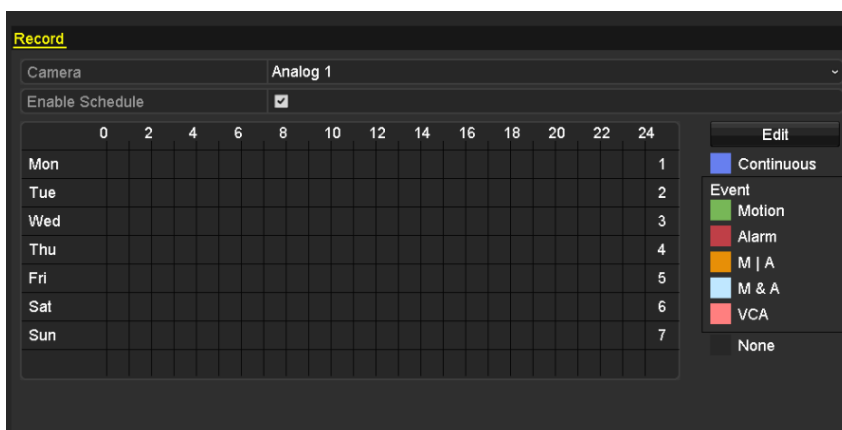 Record
Camera Analog 1
Enable Schedule
0 2 4 6 8 10 12 14 16 18 20 22 24
Edit
Mon 1
Continuous
Tue 2
Event
Motion
Wed 3
Alarm
Thu 4
M | A
Fri 5
M & A
Sat 6
VCA
Sun 7
None